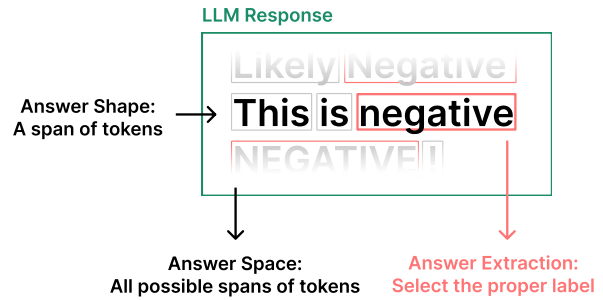 LLM Response
Likely Negative
Answer Shape:
A span of tokens
This is negative
NEGATIVE !
Answer Space:
All possible spans of tokens
Answer Extraction:
Select the proper label